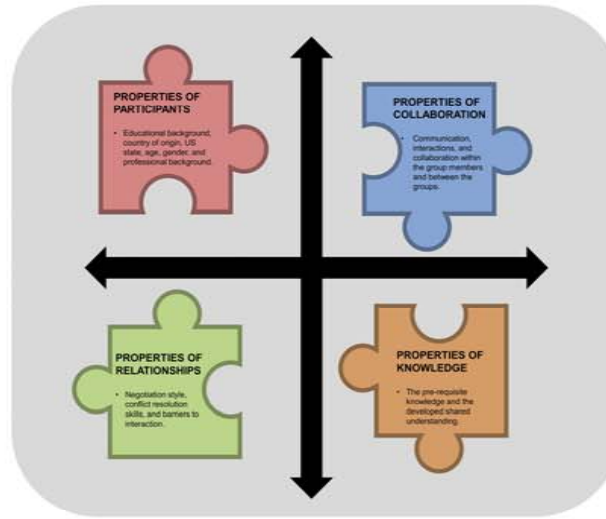 PROPERTIES OF
PARTICIPANTS
• Educational background,
country of origin, US
state, age, gender, and
professional background.
PROPERTIES OF
COLLABORATION
• Communication,
interactions, and
collaboration within
the group members
and between the
groups.
PROPERTIES OF
RELATIONSHIPS
• Negotiation style,
conflict resolution
skills, and barriers to
interaction.
PROPERTIES OF
KNOWLEDGE
• The pre-requisite
knowledge and the
developed shared
understanding.